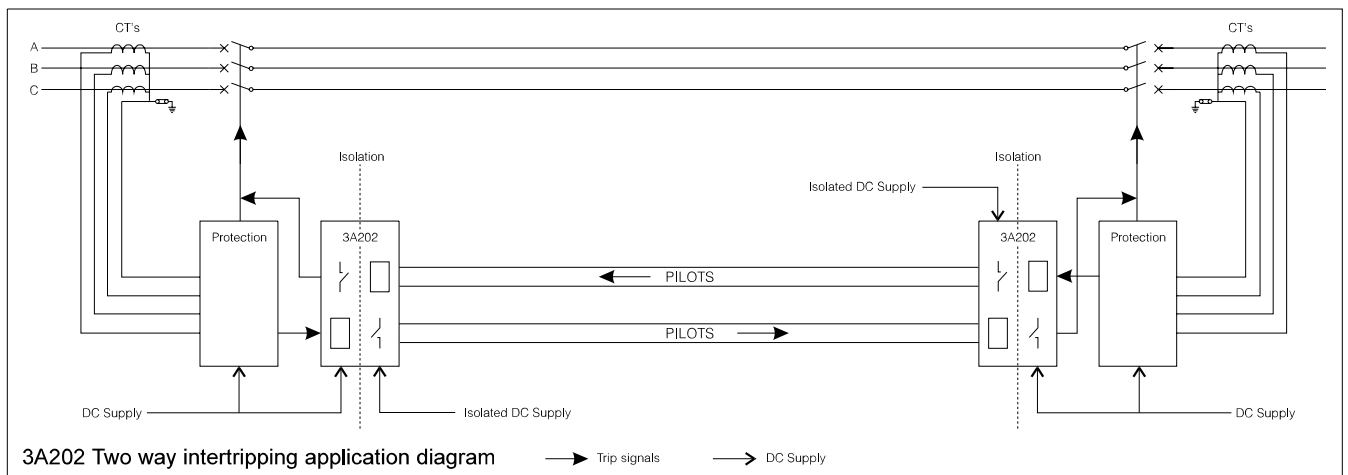 CT's
CT's
A
B
C
Isolation
Isolation
Isolated DC Supply
Protection
3A202
3A202
Protection
PILOTS
PILOTS
DC Supply
Isolated DC Supply
DC Supply
3A202 Two way intertripping application diagram
Trip signals
DC Supply